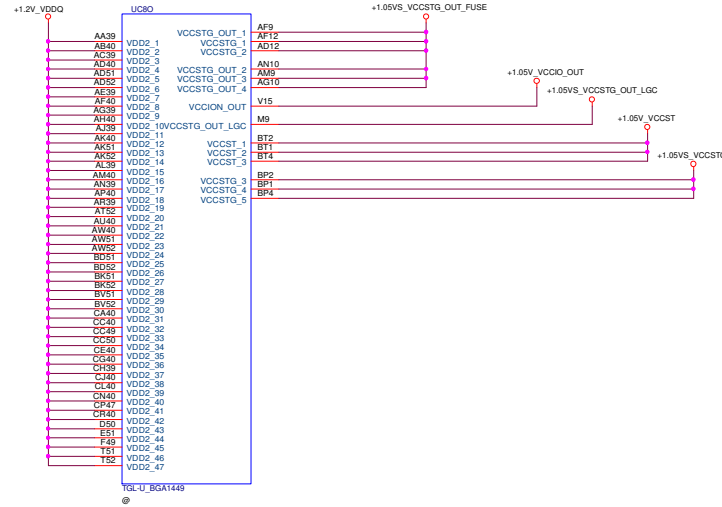 +1.2V_VDDQ
UC8O
+1.05VS_VCCSTG_OUT_FUSE
AA39 VDD2_1
AB40 VDD2_2
AC39 VDD2_3
AD40 VDD2_4
AD51 VDD2_5
AD52 VDD2_6
AE39 VDD2_7
AF40 VDD2_8
AG39 VDD2_9
AH40 VDD2_10
AJ39 VDD2_11
AK40 VDD2_12
AK51 VDD2_13
AK52 VDD2_14
AL39 VDD2_15
AM40 VDD2_16
AN39 VDD2_17
AP40 VDD2_18
AR39 VDD2_19
AT52 VDD2_20
AU40 VDD2_21
AW40 VDD2_22
AW51 VDD2_23
AW52 VDD2_24
BD51 VDD2_25
BD52 VDD2_26
BK51 VDD2_27
BK52 VDD2_28
BV51 VDD2_29
BV52 VDD2_30
CA40 VDD2_31
CC40 VDD2_32
CC49 VDD2_33
CC50 VDD2_34
CE40 VDD2_35
CG40 VDD2_36
CH39 VDD2_37
CJ40 VDD2_38
CL40 VDD2_39
CN40 VDD2_40
CP47 VDD2_41
CR40 VDD2_42
D50 VDD2_43
E51 VDD2_44
F49 VDD2_45
T51 VDD2_46
T52 VDD2_47
VCCSTG_OUT_1 AF9
VCCSTG_1 AF12
VCCSTG_2 AD12
VCCSTG_OUT_2 AN10
VCCSTG_OUT_3 AM9
VCCSTG_OUT_4 AG10
+1.05V_VCCIO_OUT
VCCION_OUT V15
+1.05VS_VCCSTG_OUT_LGC
VCCSTG_OUT_LGC M9
+1.05V_VCCST
VCCST_1 BT2
VCCST_2 BT1
VCCST_3 BT4
+1.05VS_VCCSTG
VCCSTG_3 BP2
VCCSTG_4 BP1
VCCSTG_5 BP4
TGL-U_BGA1449
@